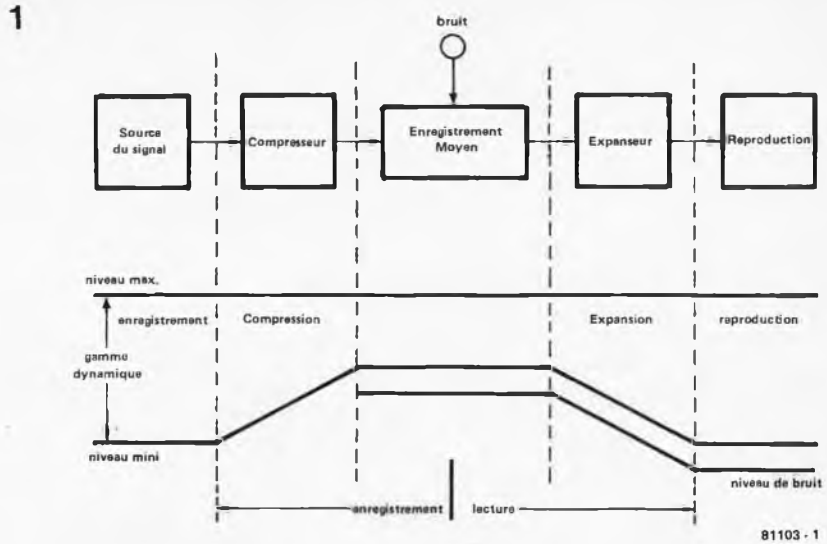 1
bruit
Source
du signal
Compresseur
Enregistrement
Moyen
Expanseur
Reproduction
niveau max.
enregistrement
Compression
Expansion
reproduction
gamme
dynamique
niveau mini
niveau de bruit
enregistrement
lecture
81103 - 1